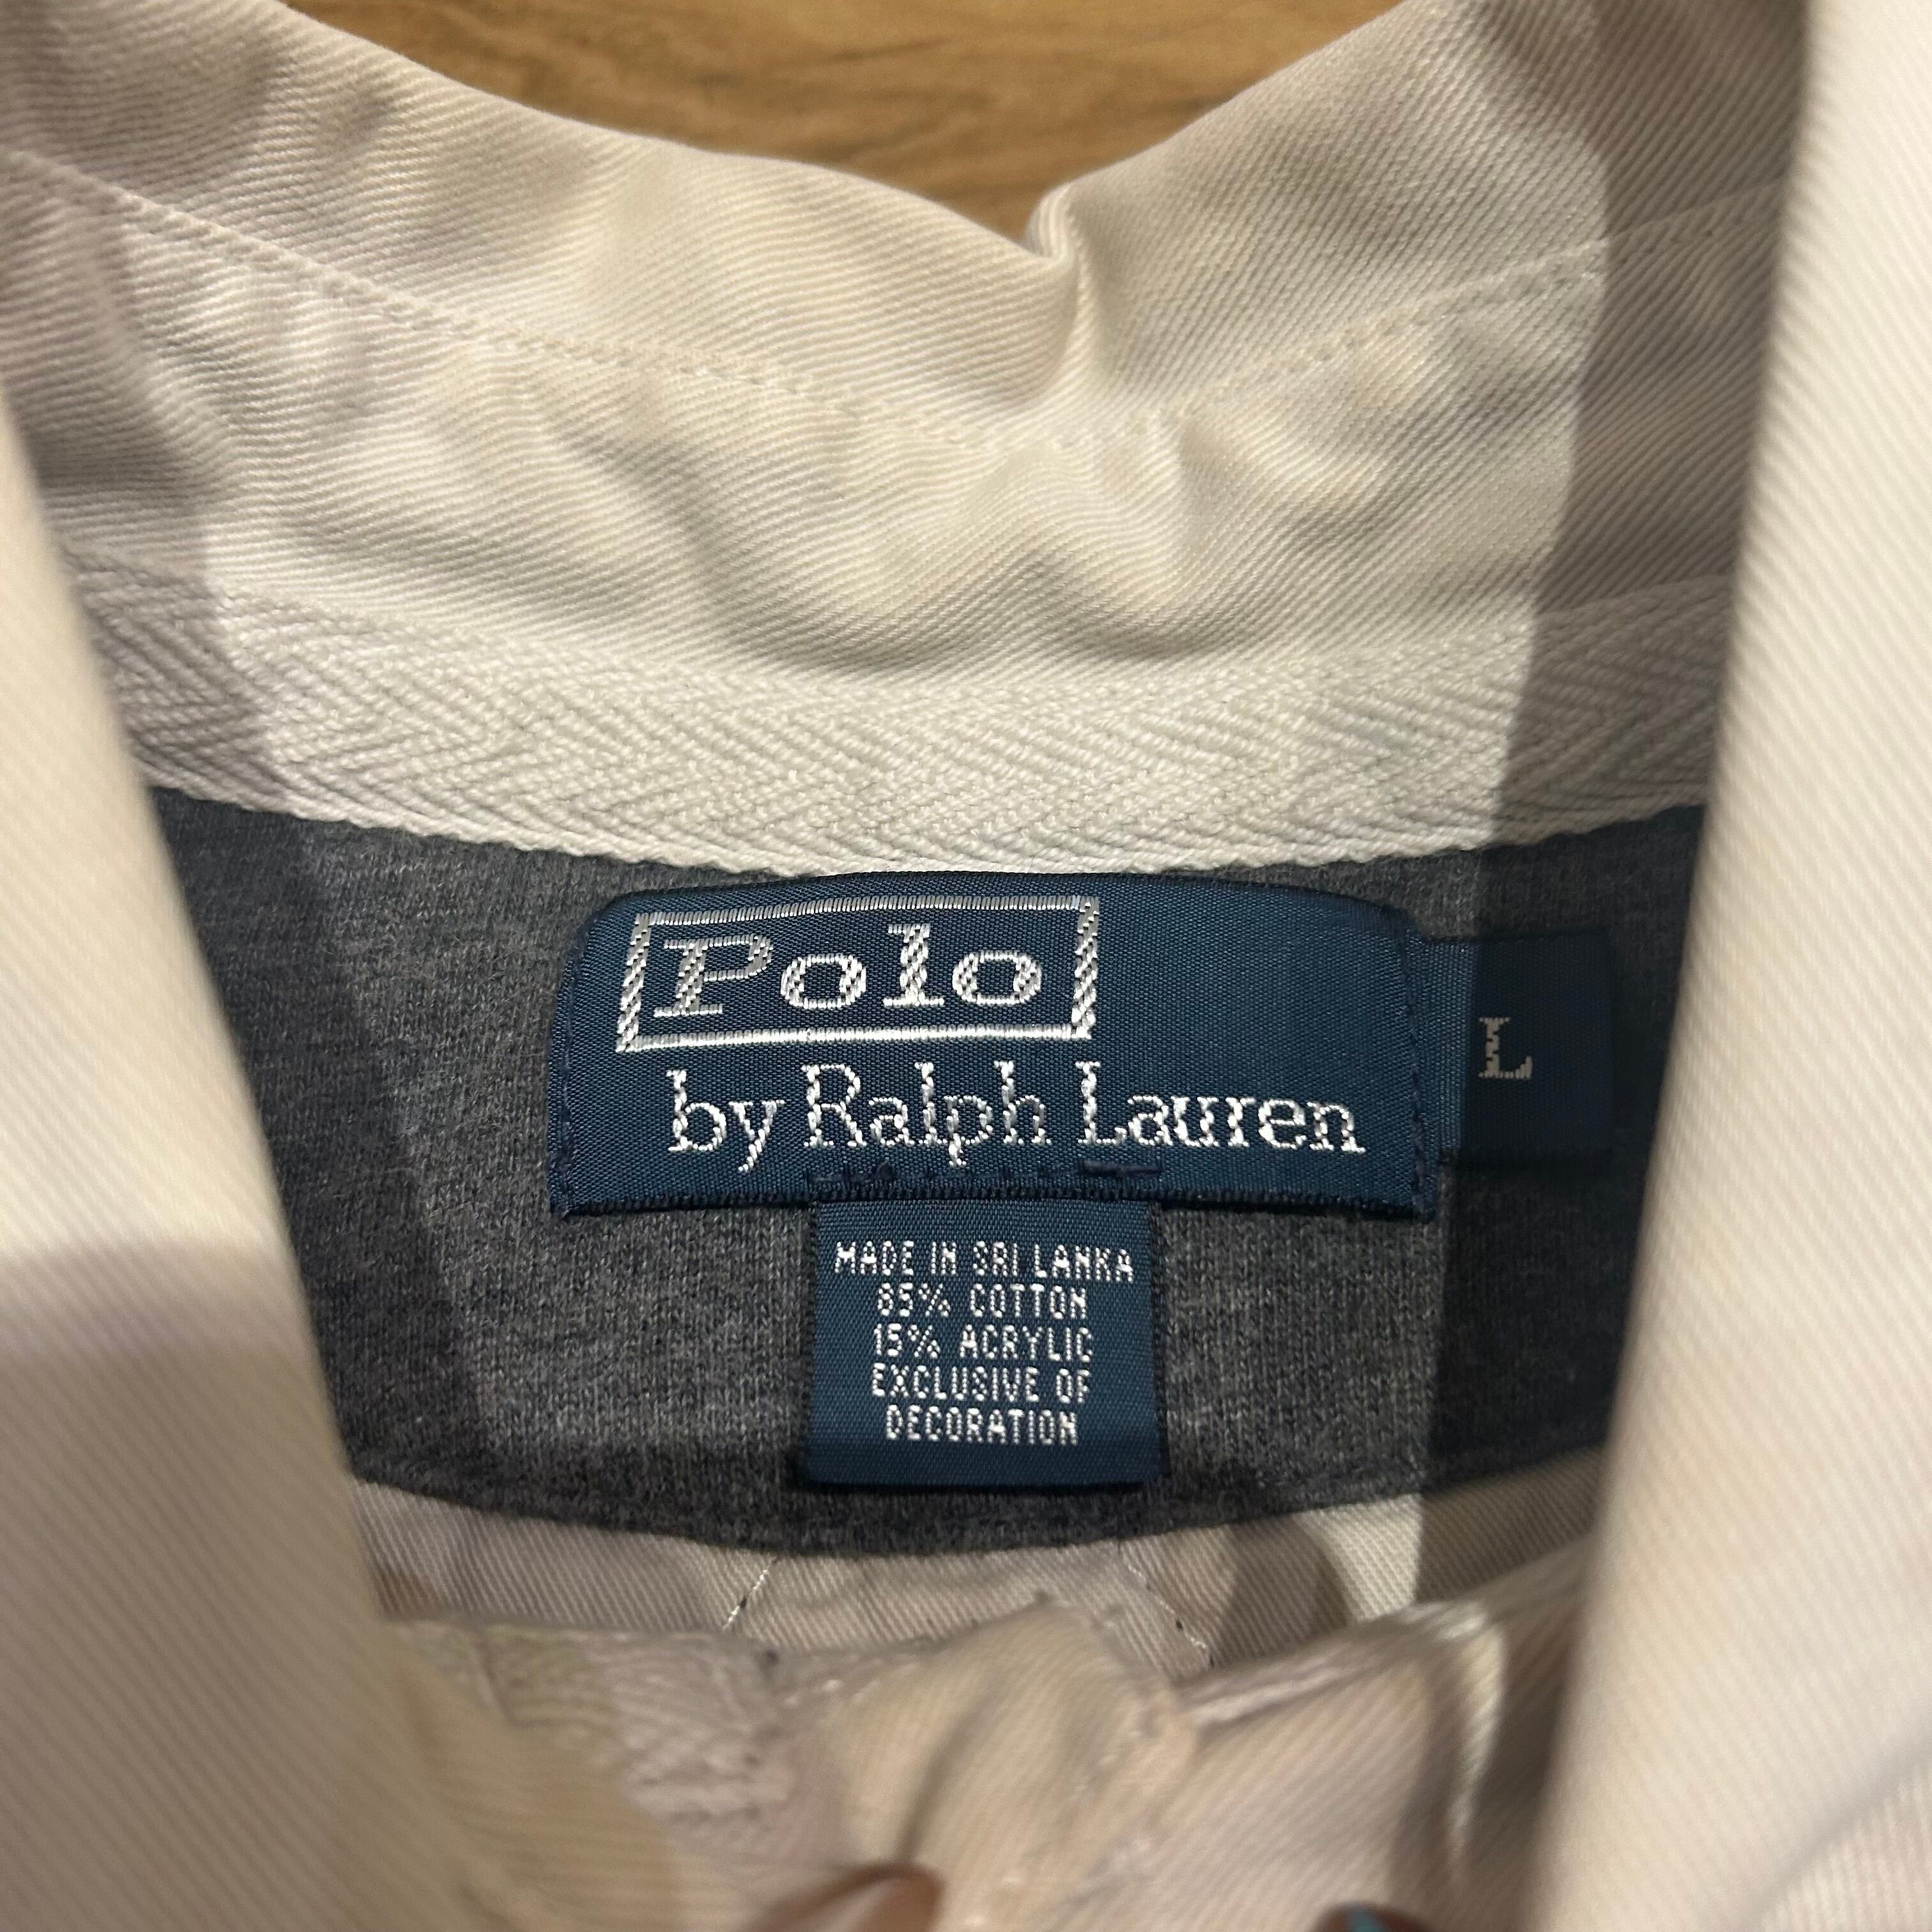 Polo
by Ralph Lauren
L
MADE IN SRI LANKA
85% COTTON
15% ACRYLIC
EXCLUSIVE OF
DECORATION